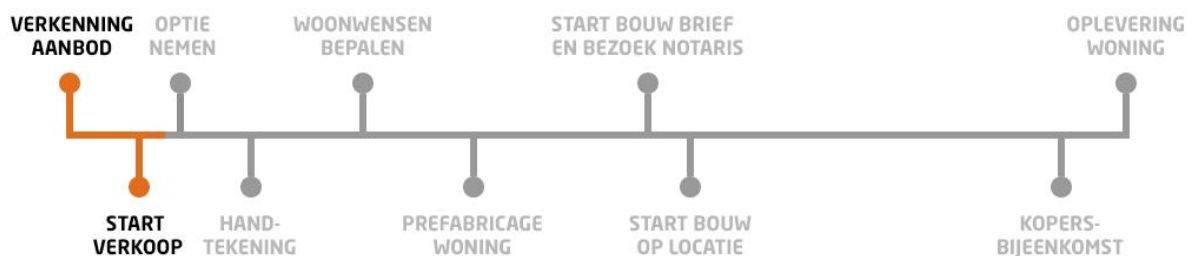 VERKENNING
AANBOD
OPTIE
NEMEN
WOONWENSEN
BEPALEN
START BOUW BRIEF
EN BEZOEK NOTARIS
OPLEVERING
WONING
START
VERKOOP
HAND-
TEKENING
PREFABRICAGE
WONING
START BOUW
OP LOCATIE
KOPERS-
BIJEENKOMST